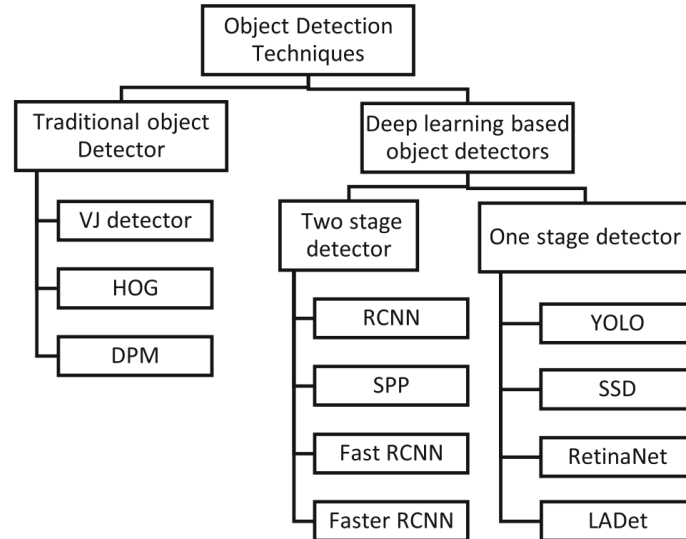 Object Detection
Techniques
Traditional object
Detector
VJ detector
HOG
DPM
Deep learning based
object detectors
Two stage
detector
RCNN
SPP
Fast RCNN
Faster RCNN
One stage detector
YOLO
SSD
RetinaNet
LADet